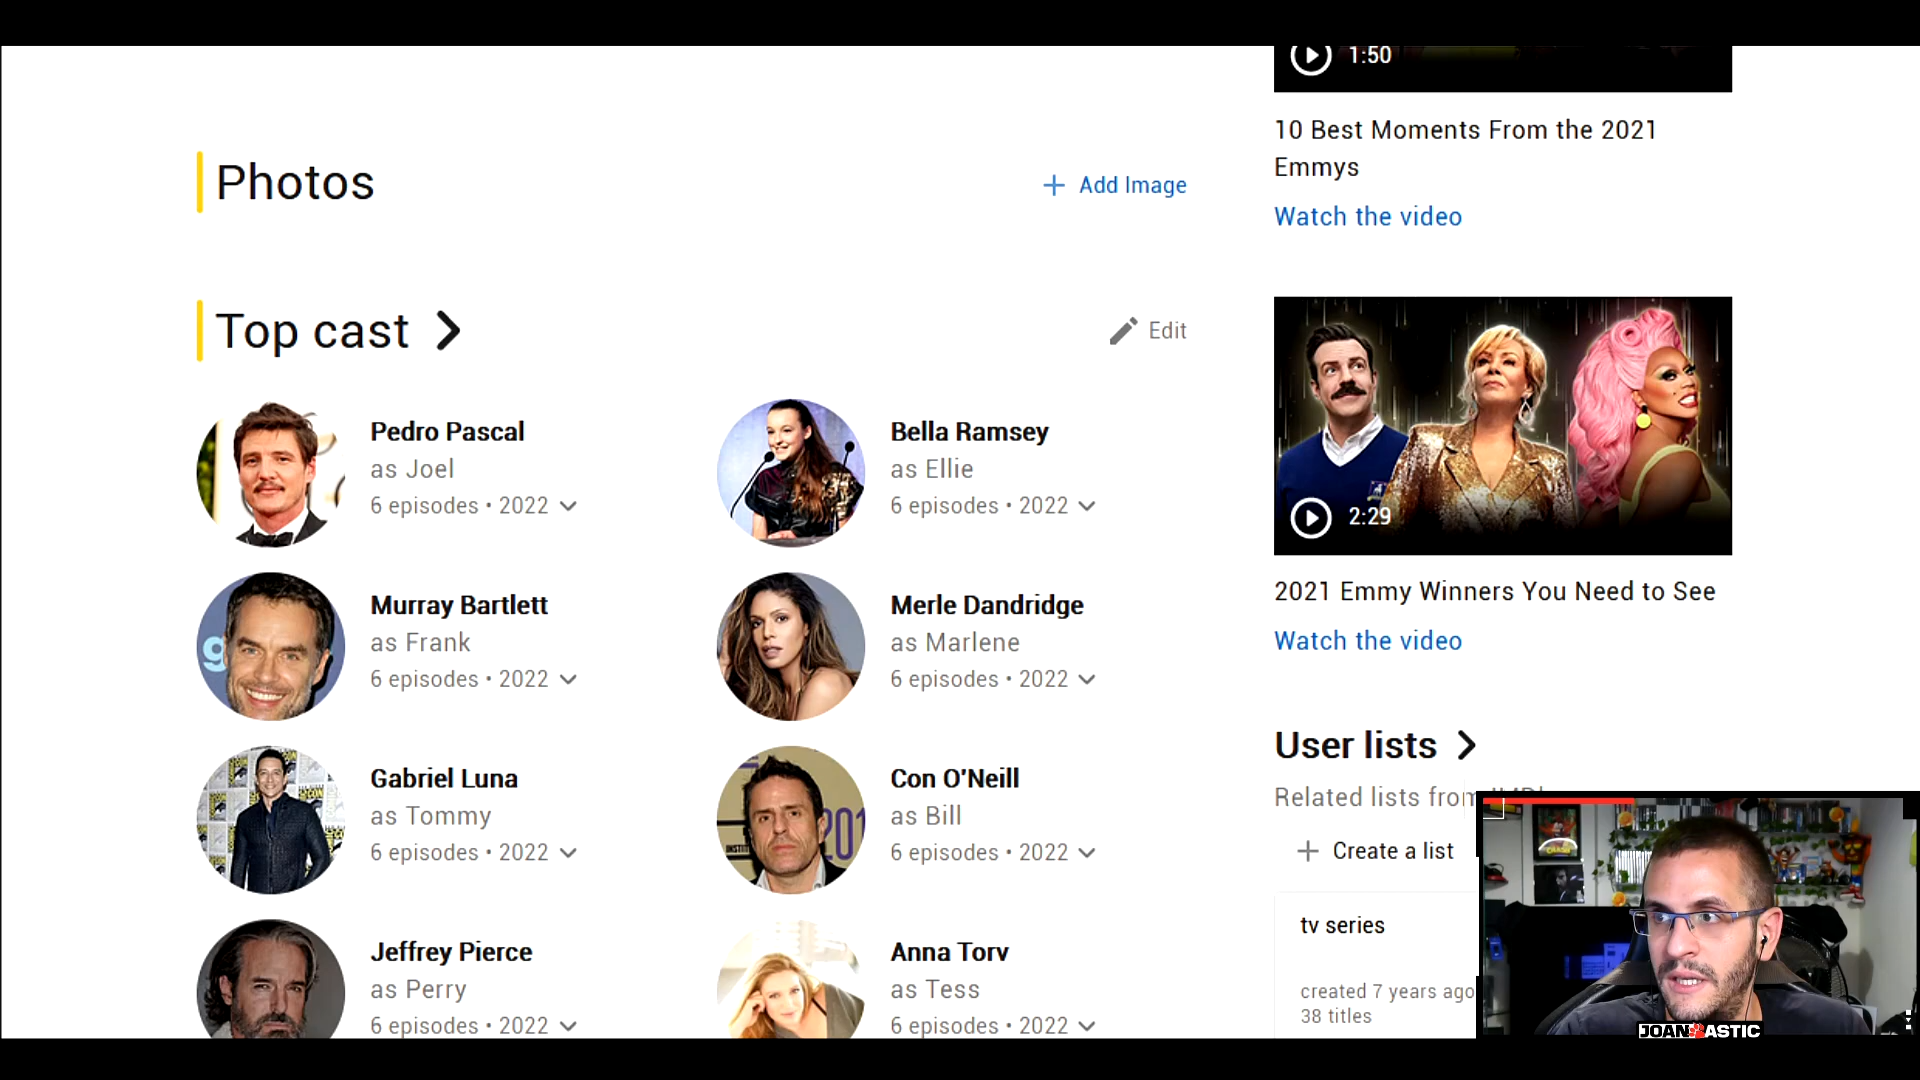 Photos
+ Add Image
Top cast
Edit
Pedro Pascal
as Joel
6 episodes • 2022
Bella Ramsey
as Ellie
6 episodes • 2022
Murray Bartlett
as Frank
6 episodes • 2022
Merle Dandridge
as Marlene
6 episodes • 2022
Gabriel Luna
as Tommy
6 episodes • 2022
Con O'Neill
as Bill
6 episodes • 2022
Jeffrey Pierce
as Perry
6 episodes • 2022
Anna Torv
as Tess
6 episodes • 2022
1:50
10 Best Moments From the 2021
Emmys
Watch the video
2:29
2021 Emmy Winners You Need to See
Watch the video
User lists
Related lists from
+ Create a list
tv series
created 7 years ago
38 titles
JOANTASTIC